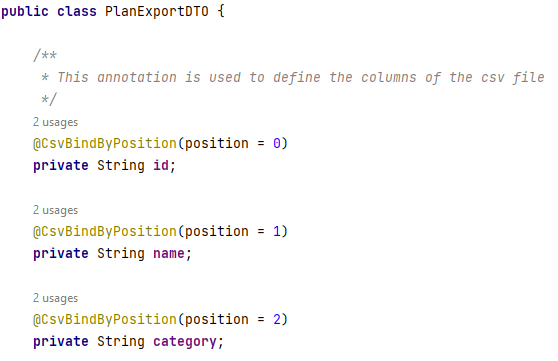 public class PlanExportDTO {
/**
* This annotation is used to define the columns of the csv file
*/
2 usages
@CsvBindByPosition(position = 0)
private String id;
2 usages
@CsvBindByPosition(position = 1)
private String name;
2 usages
@CsvBindByPosition(position = 2)
private String category;